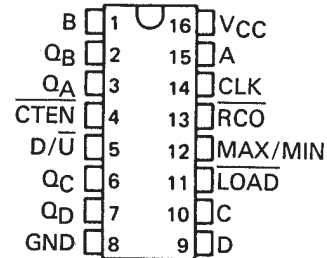 B 1 16 VCC
QB 2 15 A
QA 3 14 CLK
CTEN 4 13 RCO
D/U 5 12 MAX/MIN
QC 6 11 LOAD
QD 7 10 C
GND 8 9 D